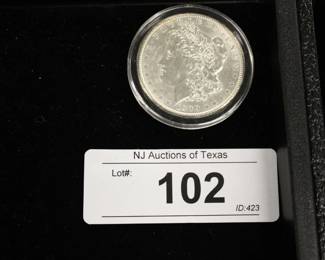 NJ Auctions of Texas
Lot#:
102
ID:423